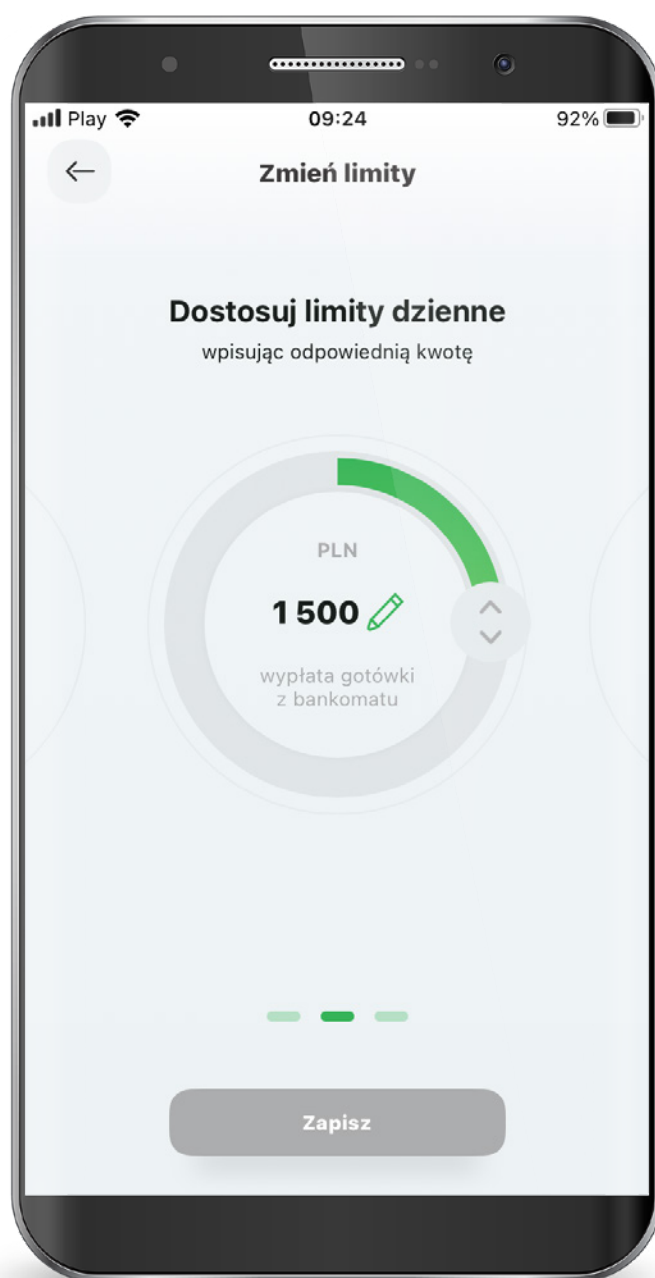 Play
09:24
92%
Zmień limity
Dostosuj limity dzienne
wpisując odpowiednią kwotę
PLN
1 500
wypłata gotówki
z bankomatu
Zapisz